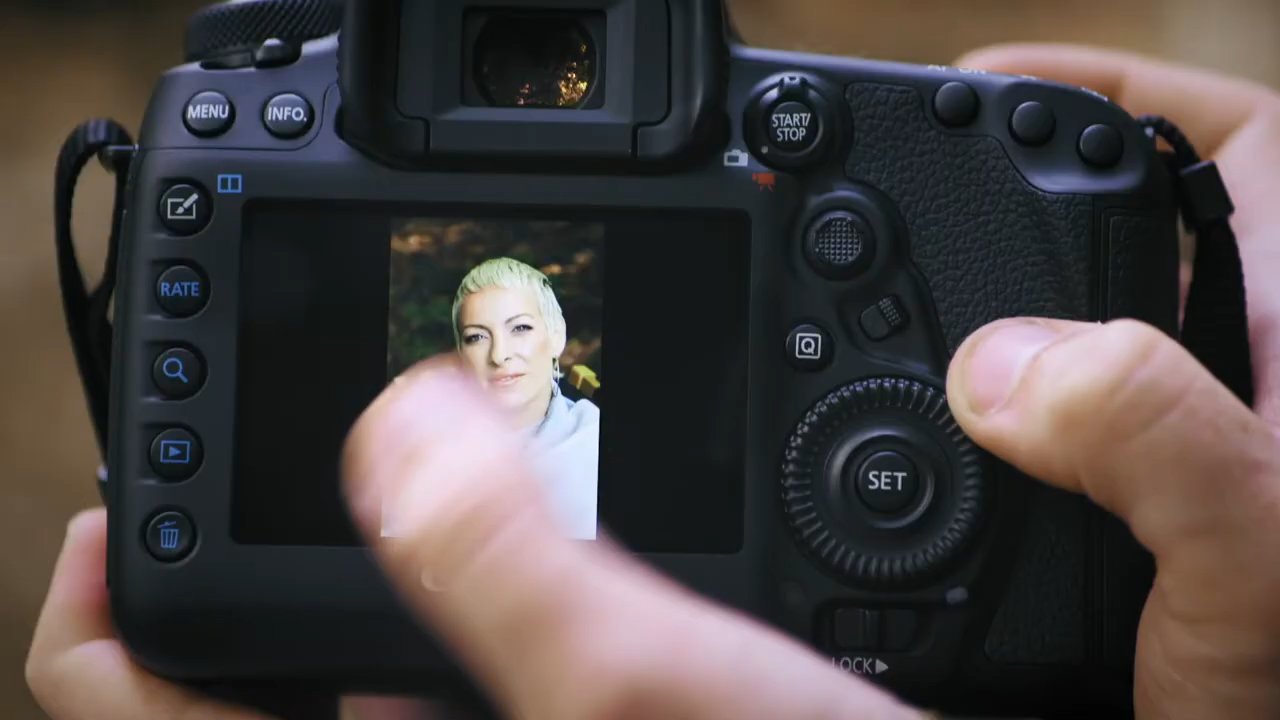 MENU
INFO.
START/
STOP
RATE
Q
SET
LOCK▶